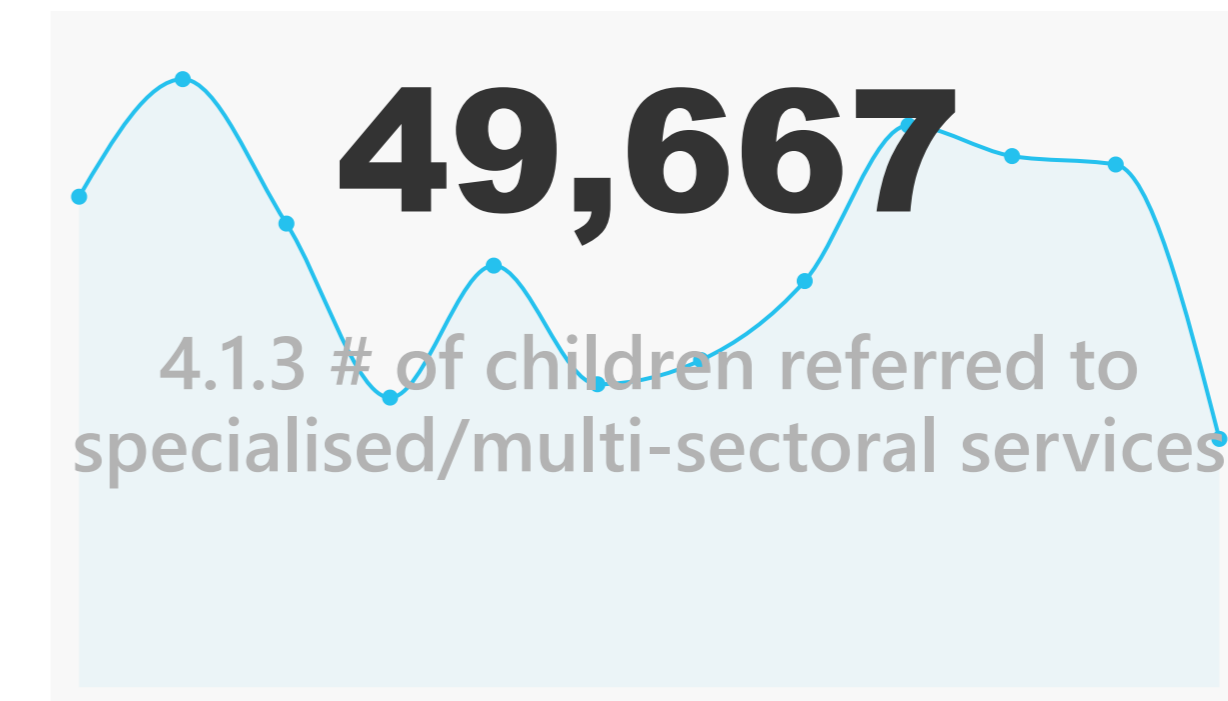 49,667
4.1.3 # of children referred to
specialised/multi-sectoral services